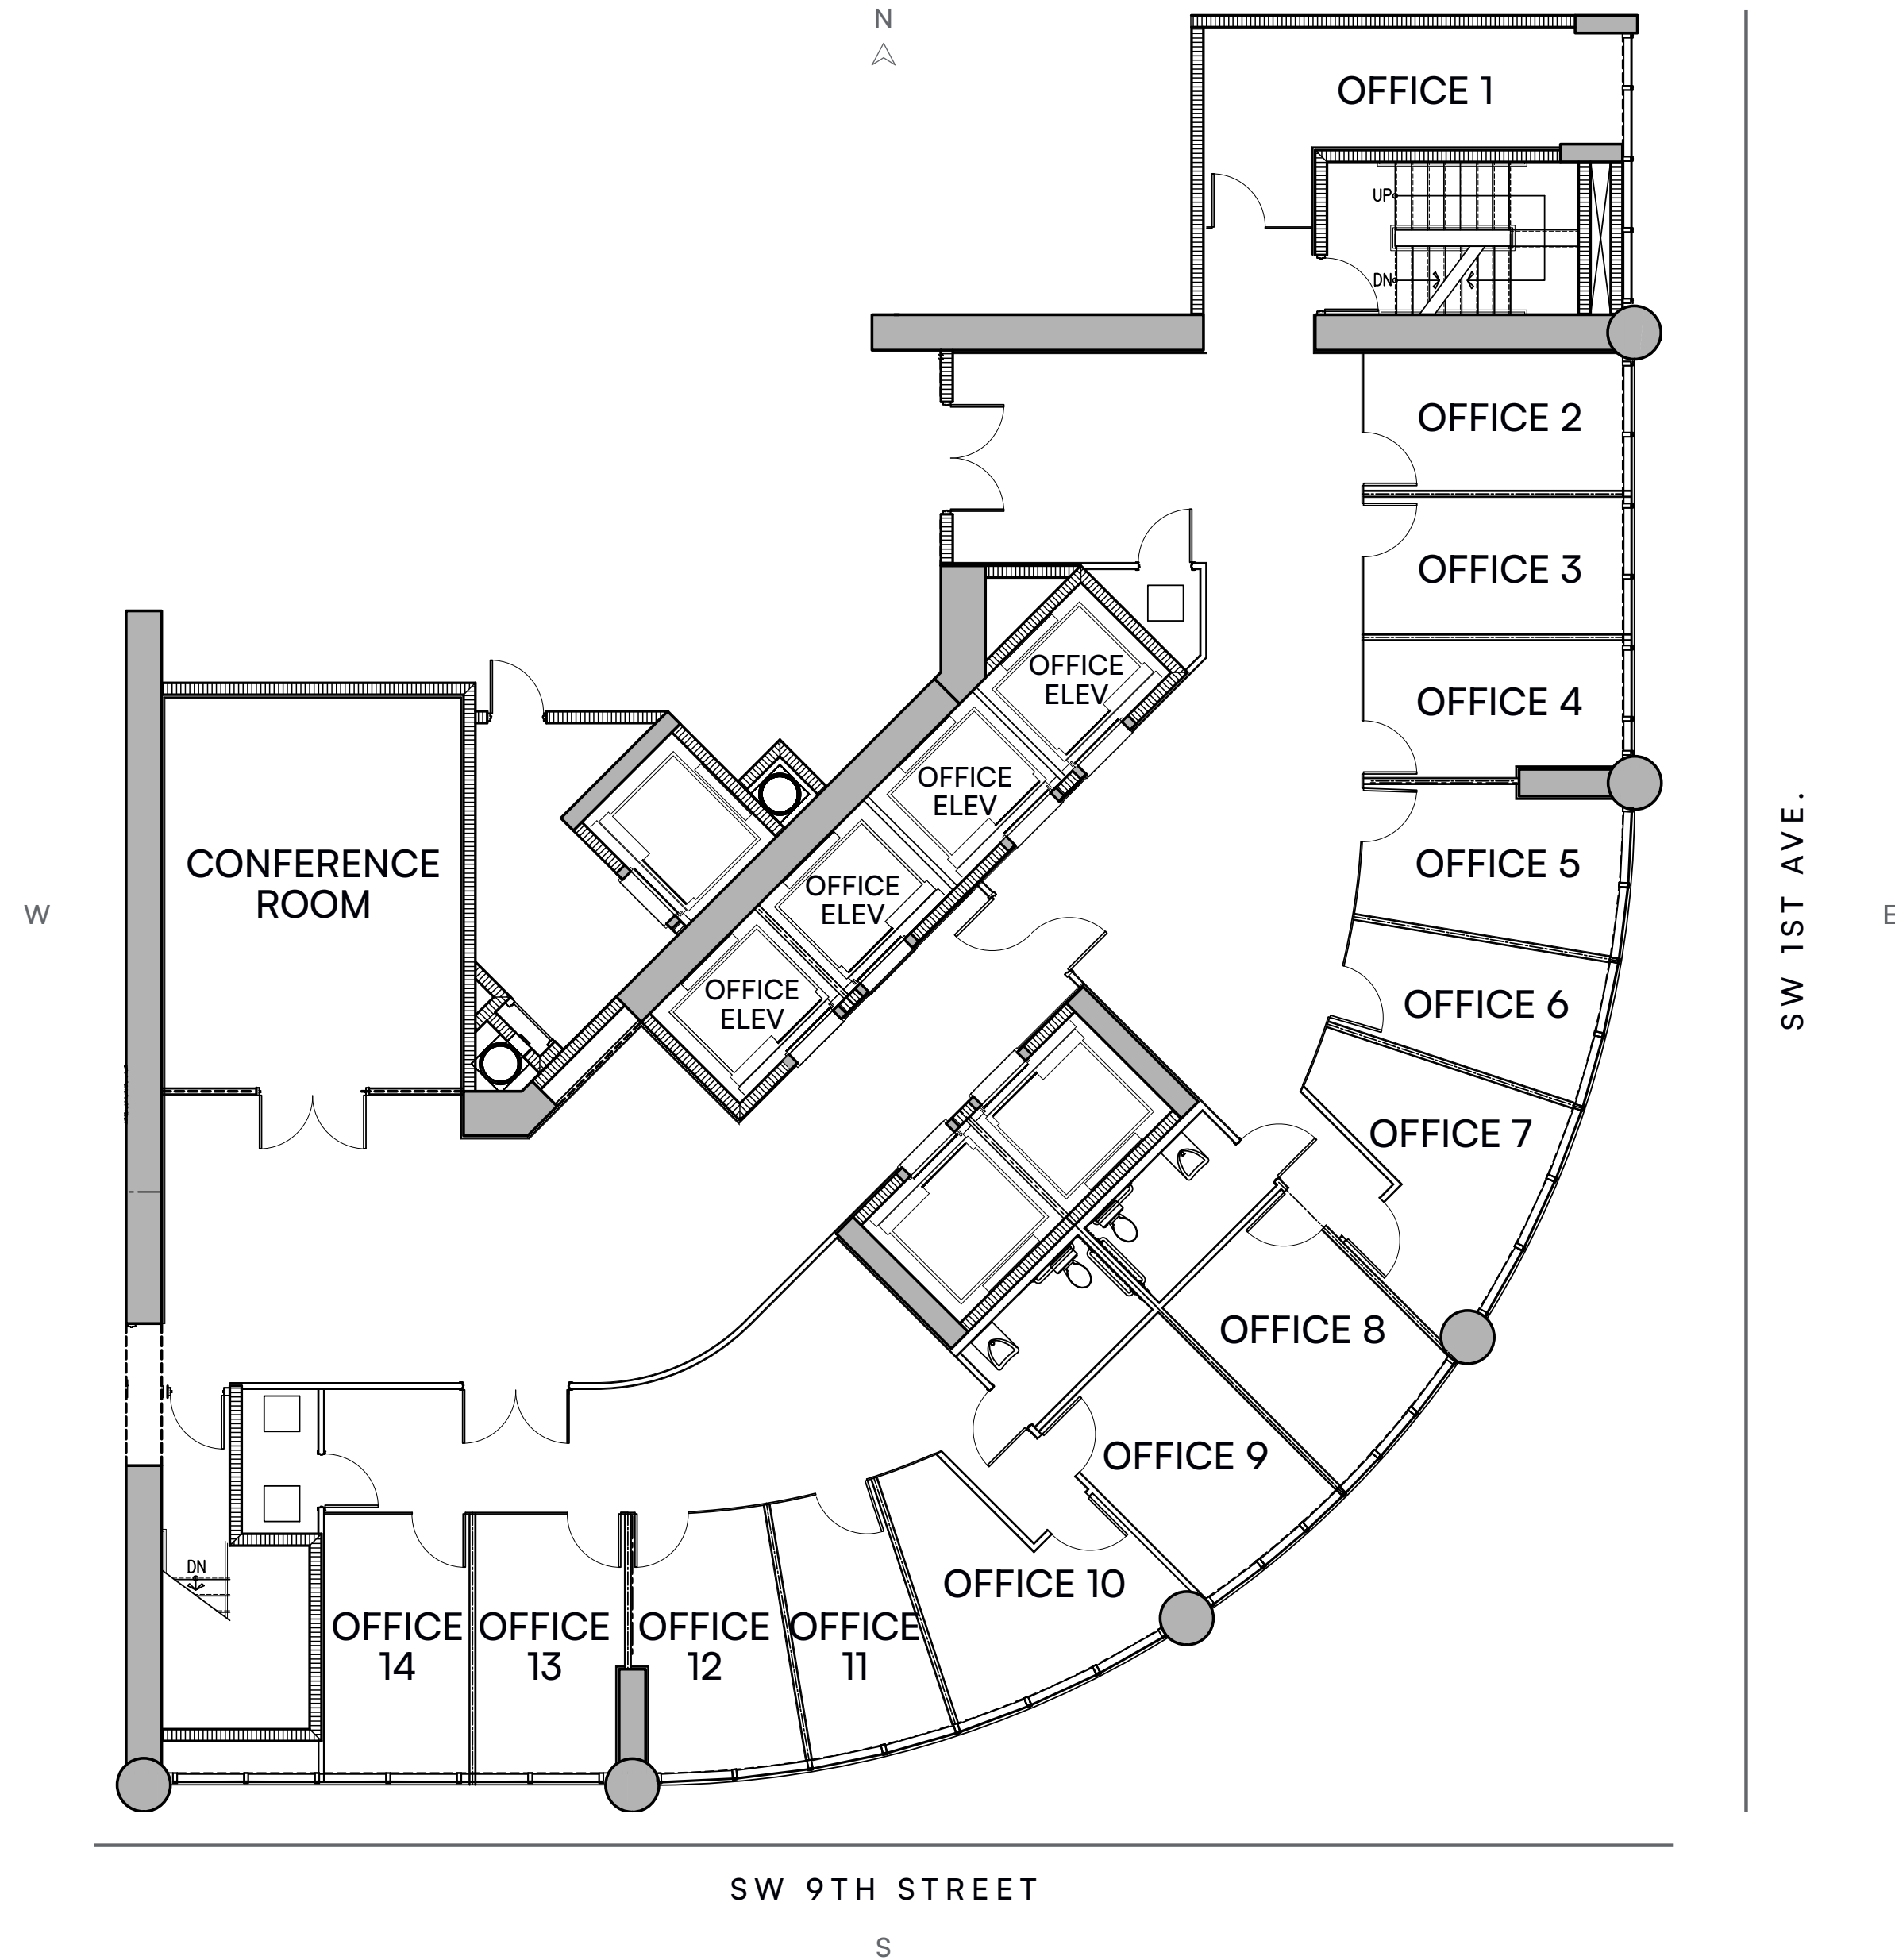 N
OFFICE 1
UP
DN
OFFICE 2
OFFICE 3
OFFICE
ELEV
OFFICE 4
OFFICE
ELEV
OFFICE 5
CONFERENCE
ROOM
OFFICE
ELEV
W
E
SW 1ST AVE.
OFFICE
ELEV
OFFICE 6
OFFICE 7
OFFICE 8
OFFICE 9
DN
OFFICE 10
OFFICE
14
OFFICE
13
OFFICE
12
OFFICE
11
SW 9TH STREET
S